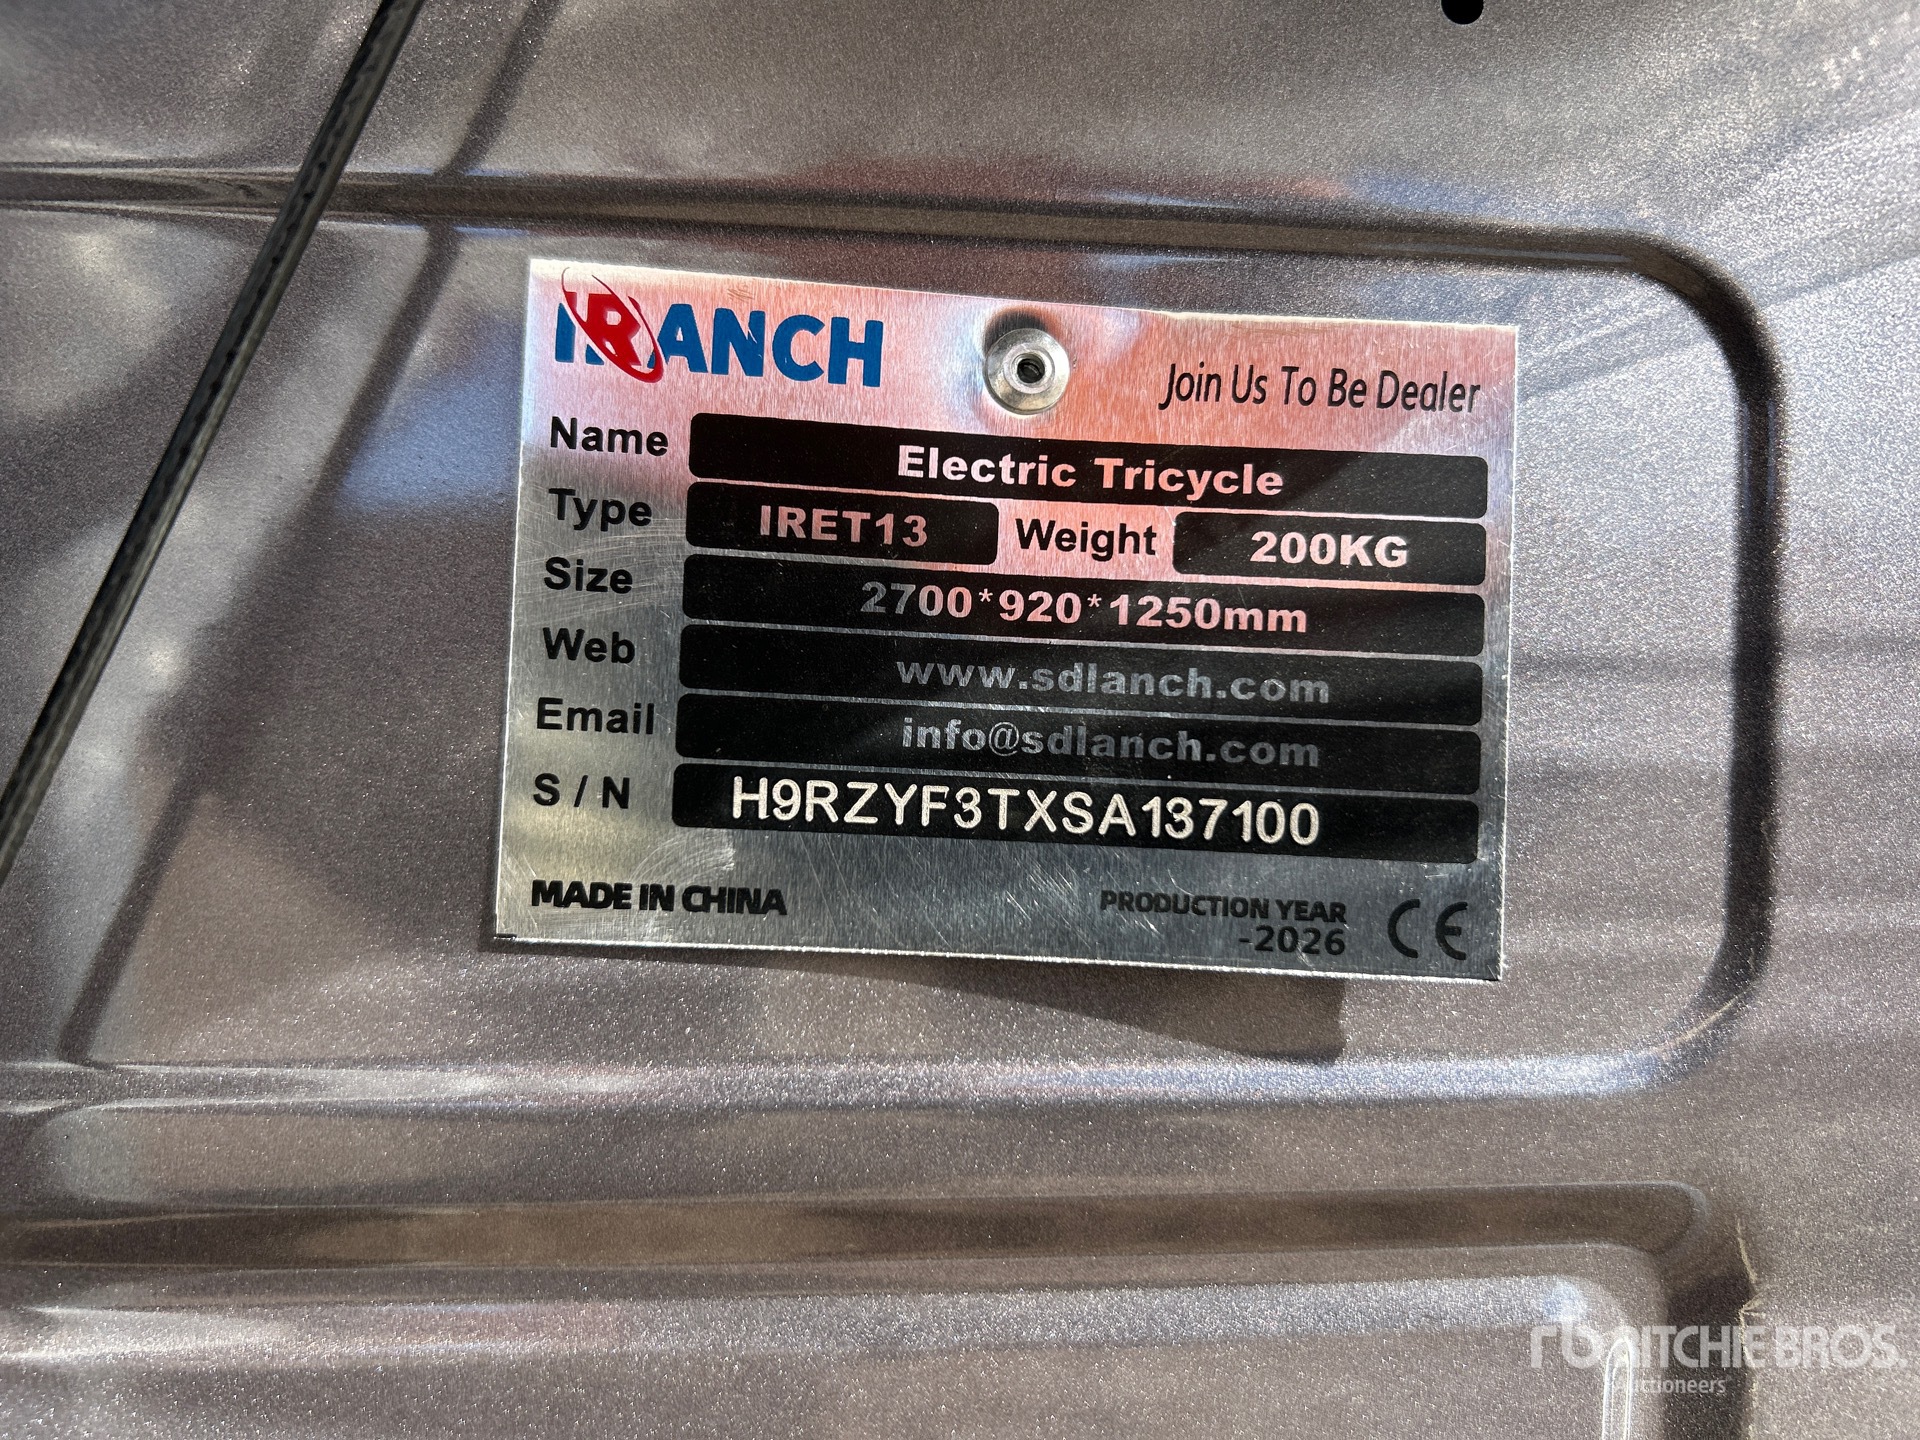 IRANCH
Join Us To Be Dealer
Name Electric Tricycle
Type IRET13 Weight 200KG
Size 2700*920*1250mm
Web www.sdlanch.com
Email info@sdlanch.com
S / N H9RZYF3TXSA137100
MADE IN CHINA
PRODUCTION YEAR
-2026
CE
rb RITCHIE BROS.
Auctioneers